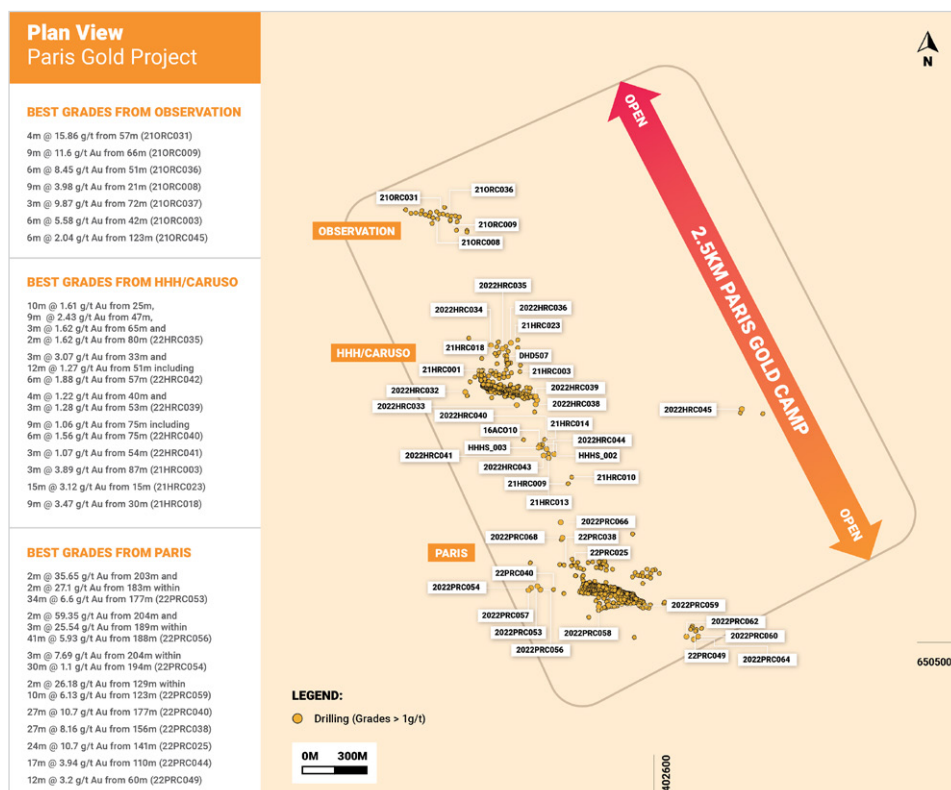 Plan View
Paris Gold Project
BEST GRADES FROM OBSERVATION
4m @ 15.86 g/t from 57m (21ORC031)
9m @ 11.6 g/t Au from 66m (21ORC009)
6m @ 8.45 g/t Au from 51m (21ORC036)
9m @ 3.98 g/t Au from 21m (21ORC008)
3m @ 9.87 g/t Au from 72m (21ORC037)
6m @ 5.58 g/t Au from 42m (21ORC003)
6m @ 2.04 g/t Au from 123m (21ORC045)
BEST GRADES FROM HHH/CARUSO
10m @ 1.61 g/t Au from 25m,
9m @ 2.43 g/t Au from 47m,
3m @ 1.62 g/t Au from 65m and
2m @ 1.62 g/t Au from 80m (22HRC035)
3m @ 3.07 g/t Au from 33m and
12m @ 1.27 g/t Au from 51m including
6m @ 1.88 g/t Au from 57m (22HRC042)
4m @ 1.22 g/t Au from 40m and
3m @ 1.28 g/t Au from 53m (22HRC039)
9m @ 1.06 g/t Au from 75m including
6m @ 1.56 g/t Au from 75m (22HRC040)
3m @ 1.07 g/t Au from 54m (22HRC041)
3m @ 3.89 g/t Au from 87m (21HRC003)
15m @ 3.12 g/t Au from 15m (21HRC023)
9m @ 3.47 g/t Au from 30m (21HRC018)
BEST GRADES FROM PARIS
2m @ 35.65 g/t Au from 203m and
2m @ 27.1 g/t Au from 183m within
34m @ 6.6 g/t Au from 177m (22PRC053)
2m @ 59.35 g/t Au from 204m and
3m @ 25.54 g/t Au from 189m within
41m @ 5.93 g/t Au from 188m (22PRC056)
3m @ 7.69 g/t Au from 204m within
30m @ 1.1 g/t Au from 194m (22PRC054)
2m @ 26.18 g/t Au from 129m within
10m @ 6.13 g/t Au from 123m (22PRC059)
27m @ 10.7 g/t Au from 177m (22PRC040)
27m @ 8.16 g/t Au from 156m (22PRC038)
24m @ 10.7 g/t Au from 141m (22PRC025)
17m @ 3.94 g/t Au from 110m (22PRC044)
12m @ 3.2 g/t Au from 60m (22PRC049)
N
OPEN
2.5KM PARIS GOLD CAMP
OPEN
21ORC036
21ORC031
21ORC009
OBSERVATION
21ORC008
2022HRC035
2022HRC034
2022HRC036
21HRC023
21HRC018
HHH/CARUSO
DHD507
21HRC001
21HRC003
2022HRC032
2022HRC039
2022HRC033
2022HRC038
2022HRC040
2022HRC045
21HRC014
16ACO10
2022HRC044
HHHS_003
2022HRC041
HHHS_002
2022HRC043
21HRC009
21HRC010
21HRC013
2022PRC066
2022PRC068
22PRC038
PARIS
22PRC025
22PRC040
2022PRC054
2022PRC059
2022PRC057
2022PRC062
2022PRC053
2022PRC058
2022PRC060
2022PRC056
22PRC049
2022PRC064
650500
402600
LEGEND:
Drilling (Grades > 1g/t)
0M 300M